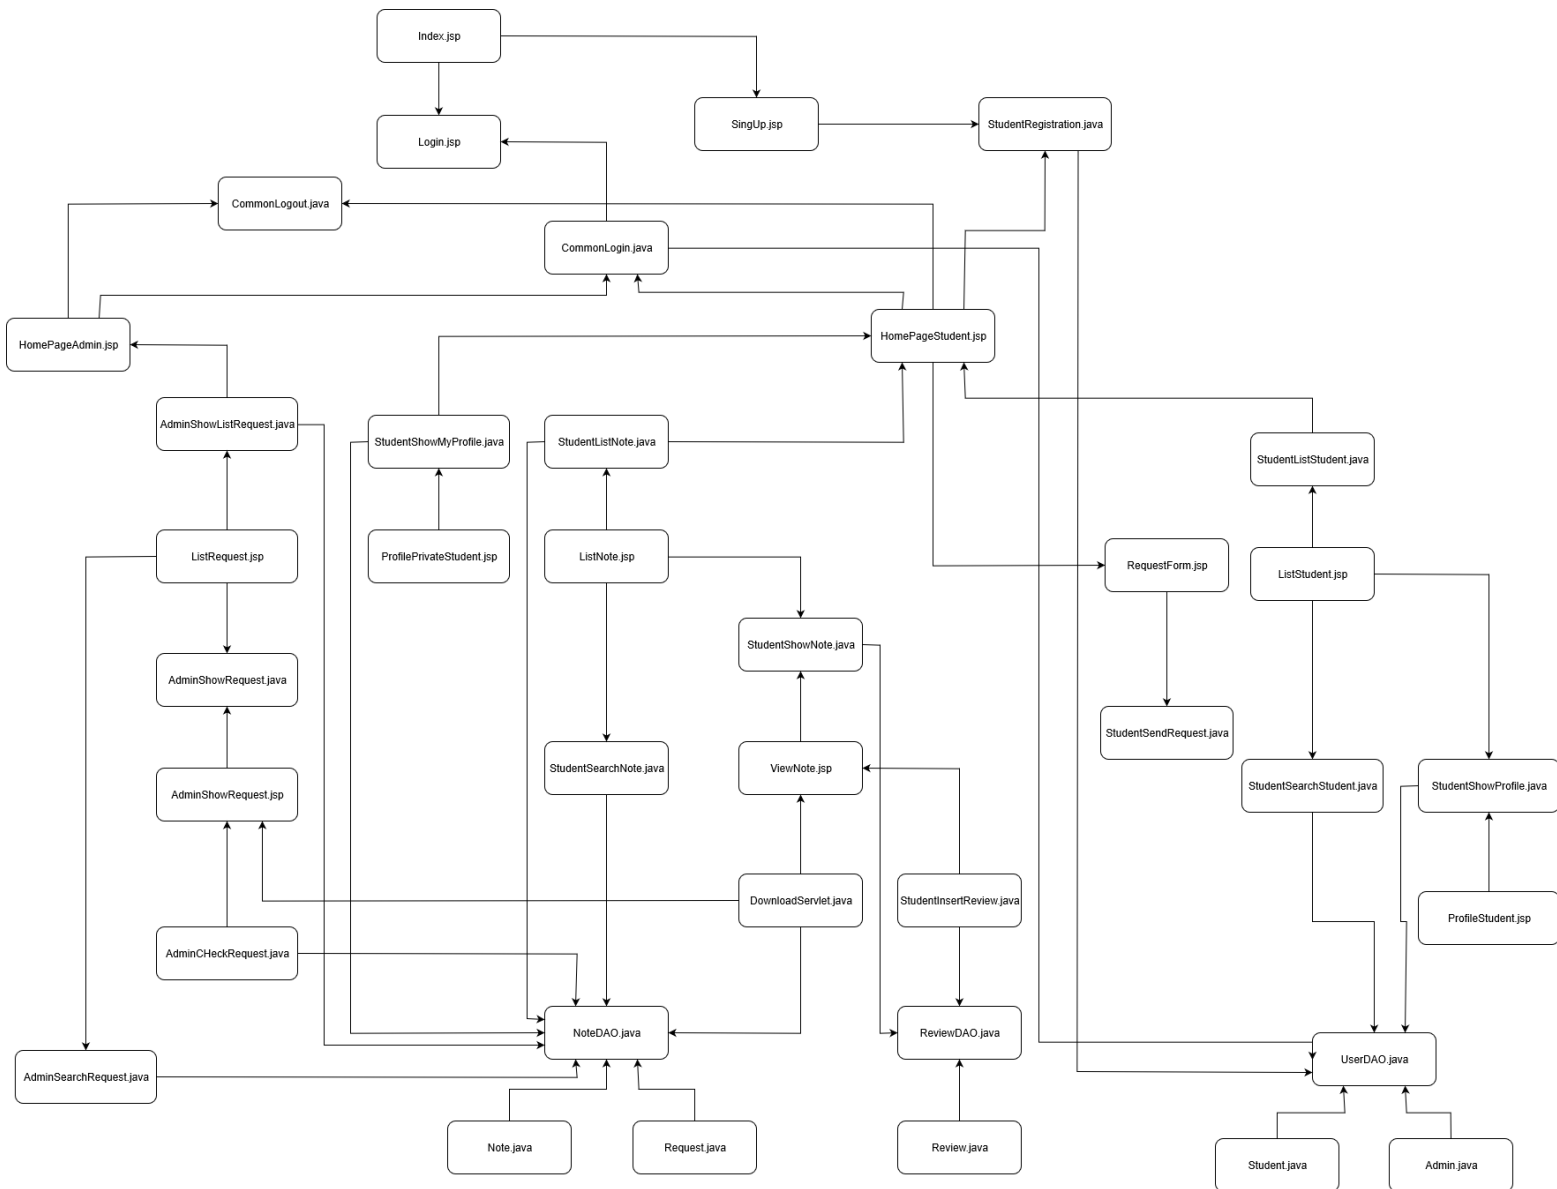 Index.jsp
SingUp.jsp
StudentRegistration.java
Login.jsp
CommonLogout.java
CommonLogin.java
HomePageAdmin.jsp
HomePageStudent.jsp
AdminShowListRequest.java
StudentShowMyProfile.java
StudentListNote.java
StudentListStudent.java
ListRequest.jsp
ProfilePrivateStudent.jsp
ListNote.jsp
RequestForm.jsp
ListStudent.jsp
StudentShowNote.java
AdminShowRequest.java
StudentSendRequest.java
StudentSearchNote.java
ViewNote.jsp
AdminShowRequest.jsp
StudentSearchStudent.java
StudentShowProfile.java
DownloadServlet.java
StudentInsertReview.java
ProfileStudent.jsp
AdminCHeckRequest.java
NoteDAO.java
ReviewDAO.java
UserDAO.java
AdminSearchRequest.java
Note.java
Request.java
Review.java
Student.java
Admin.java